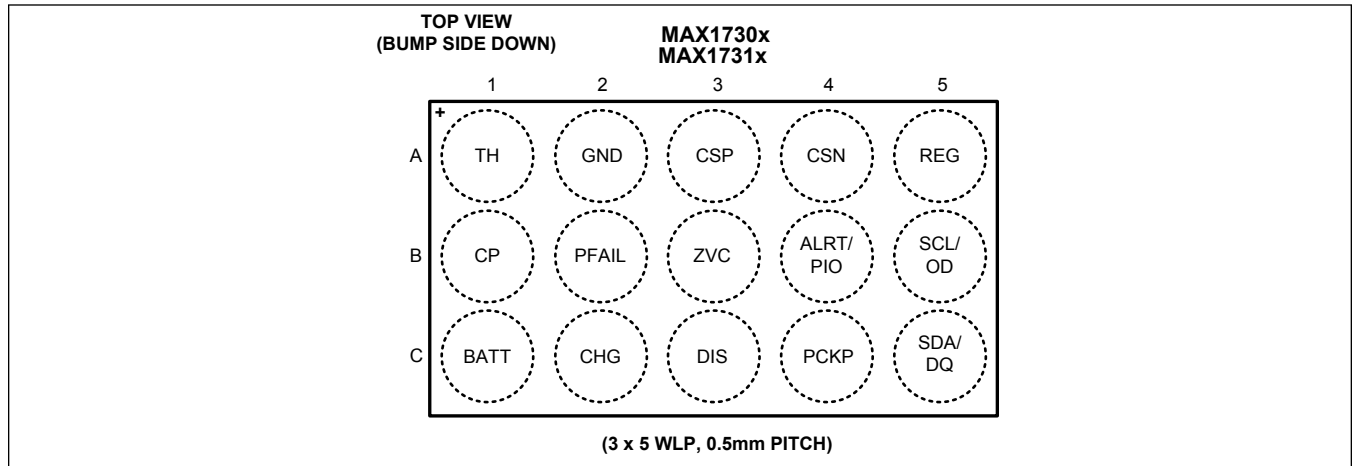 TOP VIEW
(BUMP SIDE DOWN)
MAX1730x
MAX1731x
1 2 3 4 5
+
A TH GND CSP CSN REG
B CP PFAIL ZVC ALRT/
PIO SCL/
OD
C BATT CHG DIS PCKP SDA/
DQ
(3 x 5 WLP, 0.5mm PITCH)